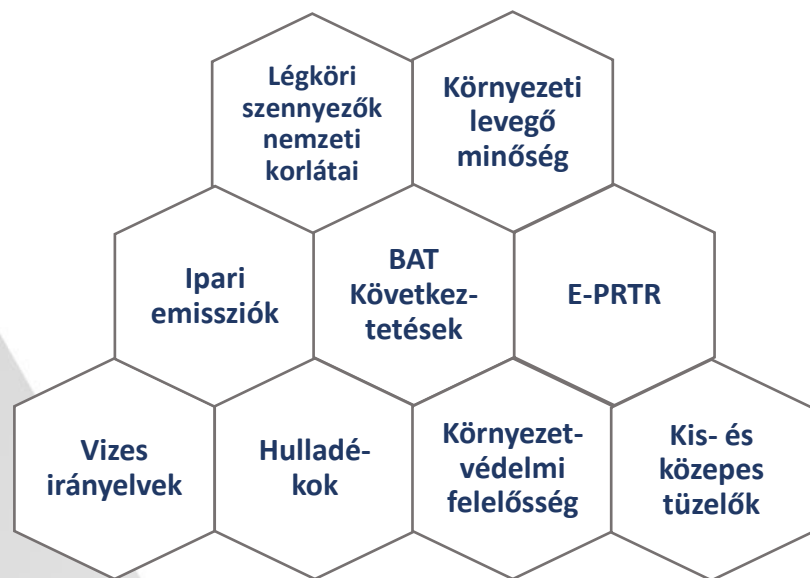 Légköri
szennyezők
nemzeti
korlátai
Környezeti
levegő
minőség
Ipari
emissziók
BAT
Következ-
tetések
E-PRTR
Vizes
irányelvek
Hulladé-
kok
Környezet-
védelmi
felelősség
Kis- és
közepes
tüzelők